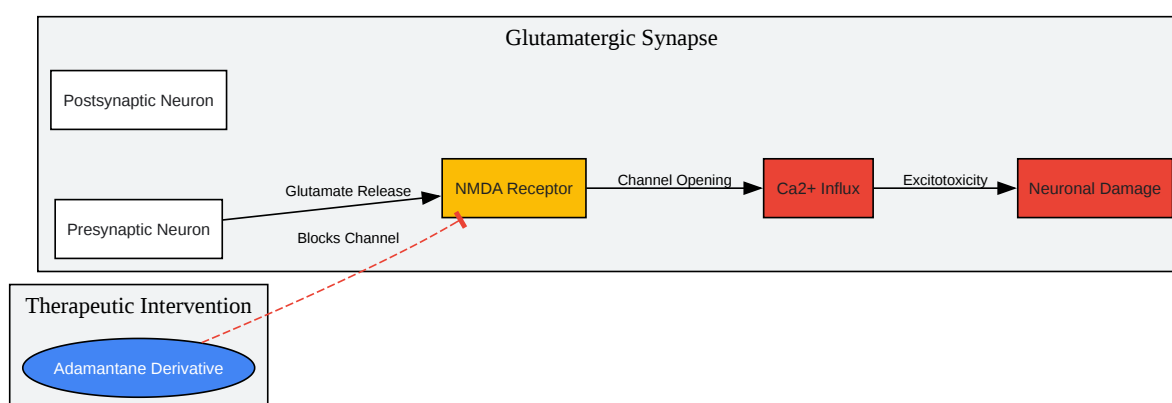 Glutamatergic Synapse
Postsynaptic Neuron
Glutamate Release
NMDA Receptor
Channel Opening
Ca2+ Influx
Excitotoxicity
Neuronal Damage
Presynaptic Neuron
Blocks Channel
Therapeutic Intervention
Adamantane Derivative